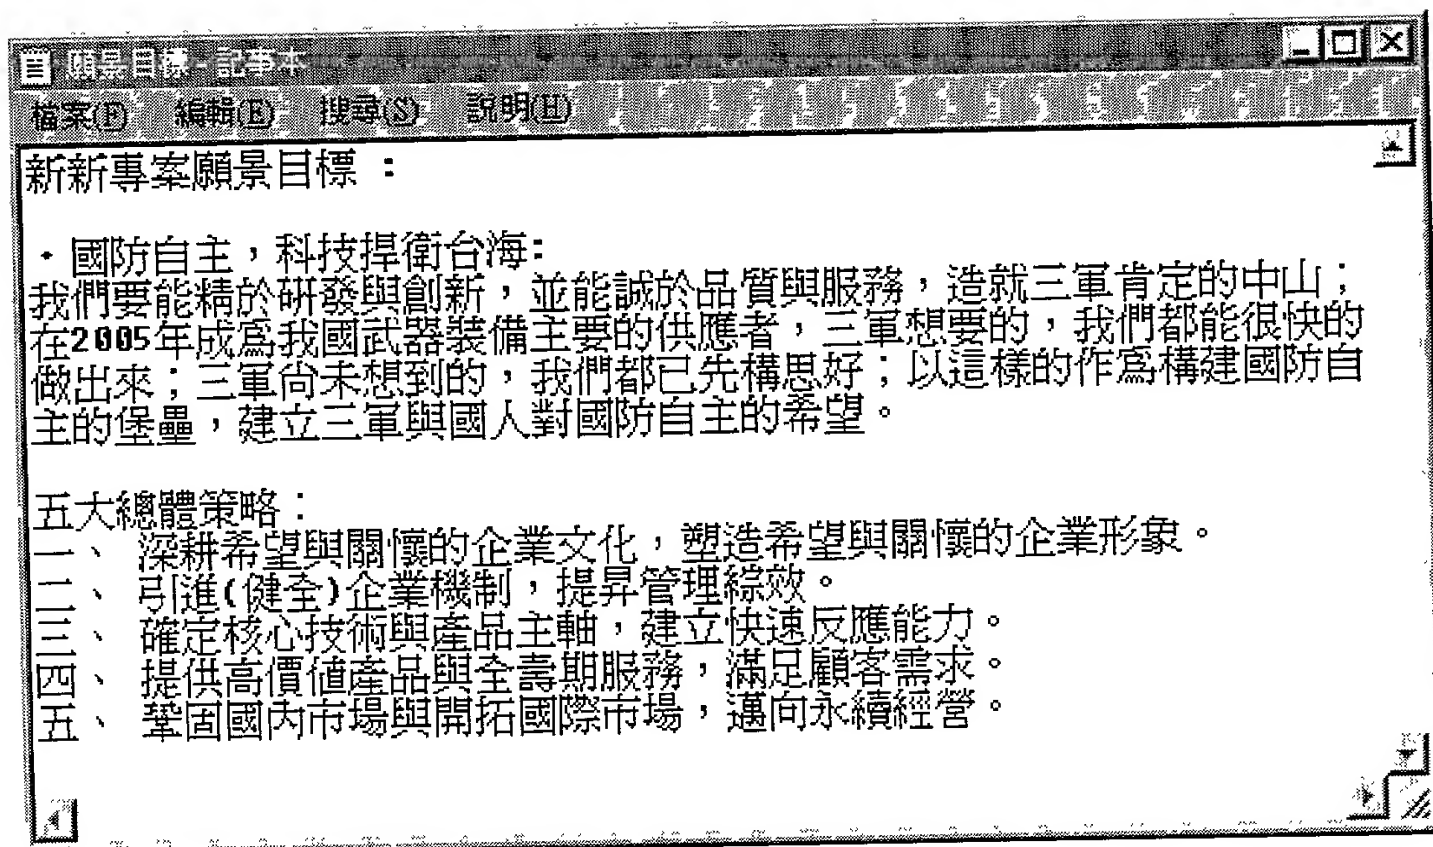 願景目標 - 記事本
檔案(F) 編輯(E) 搜尋(S) 說明(H)
新新專案願景目標 :
‧國防自主，科技捍衛台海:
我們要能精於研發與創新，並能誠於品質與服務，造就三軍肯定的中山；
在2005年成為我國武器裝備主要的供應者，三軍想要的，我們都能很快的
做出來；三軍尚未想到的，我們都已先構思好；以這樣的作為構建國防自
主的堡壘，建立三軍與國人對國防自主的希望。
五大總體策略：
一、 深耕希望與關懷的企業文化，塑造希望與關懷的企業形象。
二、 引進(健全)企業機制，提昇管理綜效。
三、 確定核心技術與產品主軸，建立快速反應能力。
四、 提供高價值產品與全壽期服務，滿足顧客需求。
五、 鞏固國內市場與開拓國際市場，邁向永續經營。